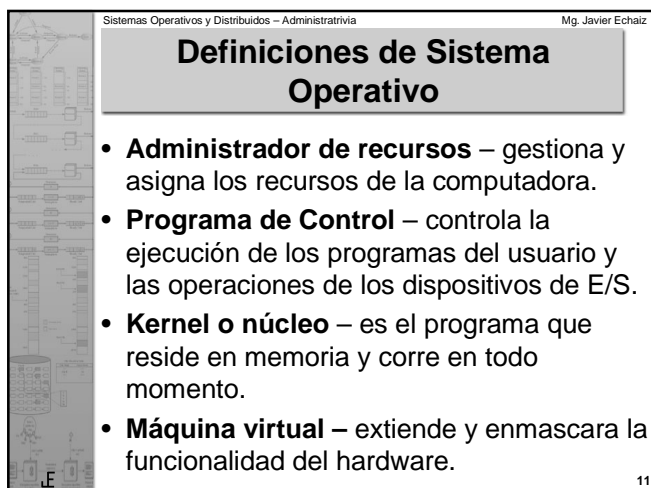 Sistemas Operativos y Distribuidos – Administratrivia Mg. Javier Echaiz
Definiciones de Sistema
Operativo
• Administrador de recursos – gestiona y
asigna los recursos de la computadora.
• Programa de Control – controla la
ejecución de los programas del usuario y
las operaciones de los dispositivos de E/S.
• Kernel o núcleo – es el programa que
reside en memoria y corre en todo
momento.
• Máquina virtual – extiende y enmascara la
funcionalidad del hardware.
11